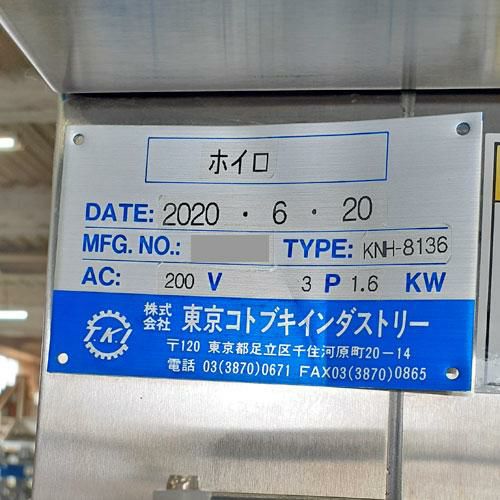 ホイロ
DATE: 2020 ・ 6 ・ 20
MFG. NO.: TYPE: KNH-8136
AC: 200 V 3 P 1.6 KW
T.K.I 株式会社 東京コトブキインダストリー
〒120 東京都足立区千住河原町20-14
電話 03(3870)0671 FAX03(3870)0865